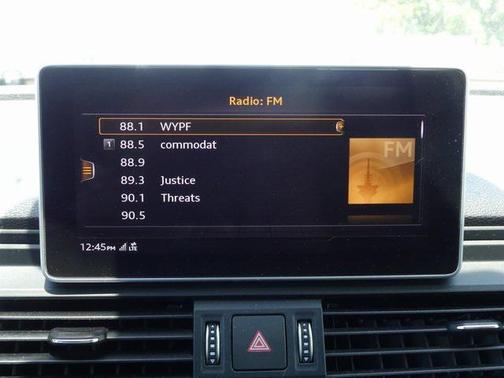 Radio: FM
88.1 WYPF
1 88.5 commodat
88.9
89.3 Justice
90.1 Threats
90.5
FM
12:45PM LTE